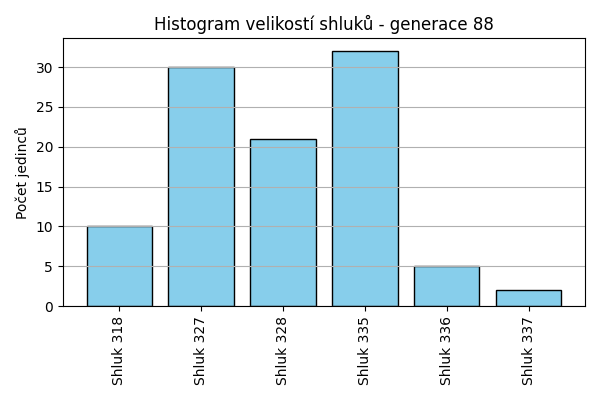 Histogram velikostí shluků - generace 88
Počet jedinců
30
25
20
15
10
5
0
Shluk 318
Shluk 327
Shluk 328
Shluk 335
Shluk 336
Shluk 337